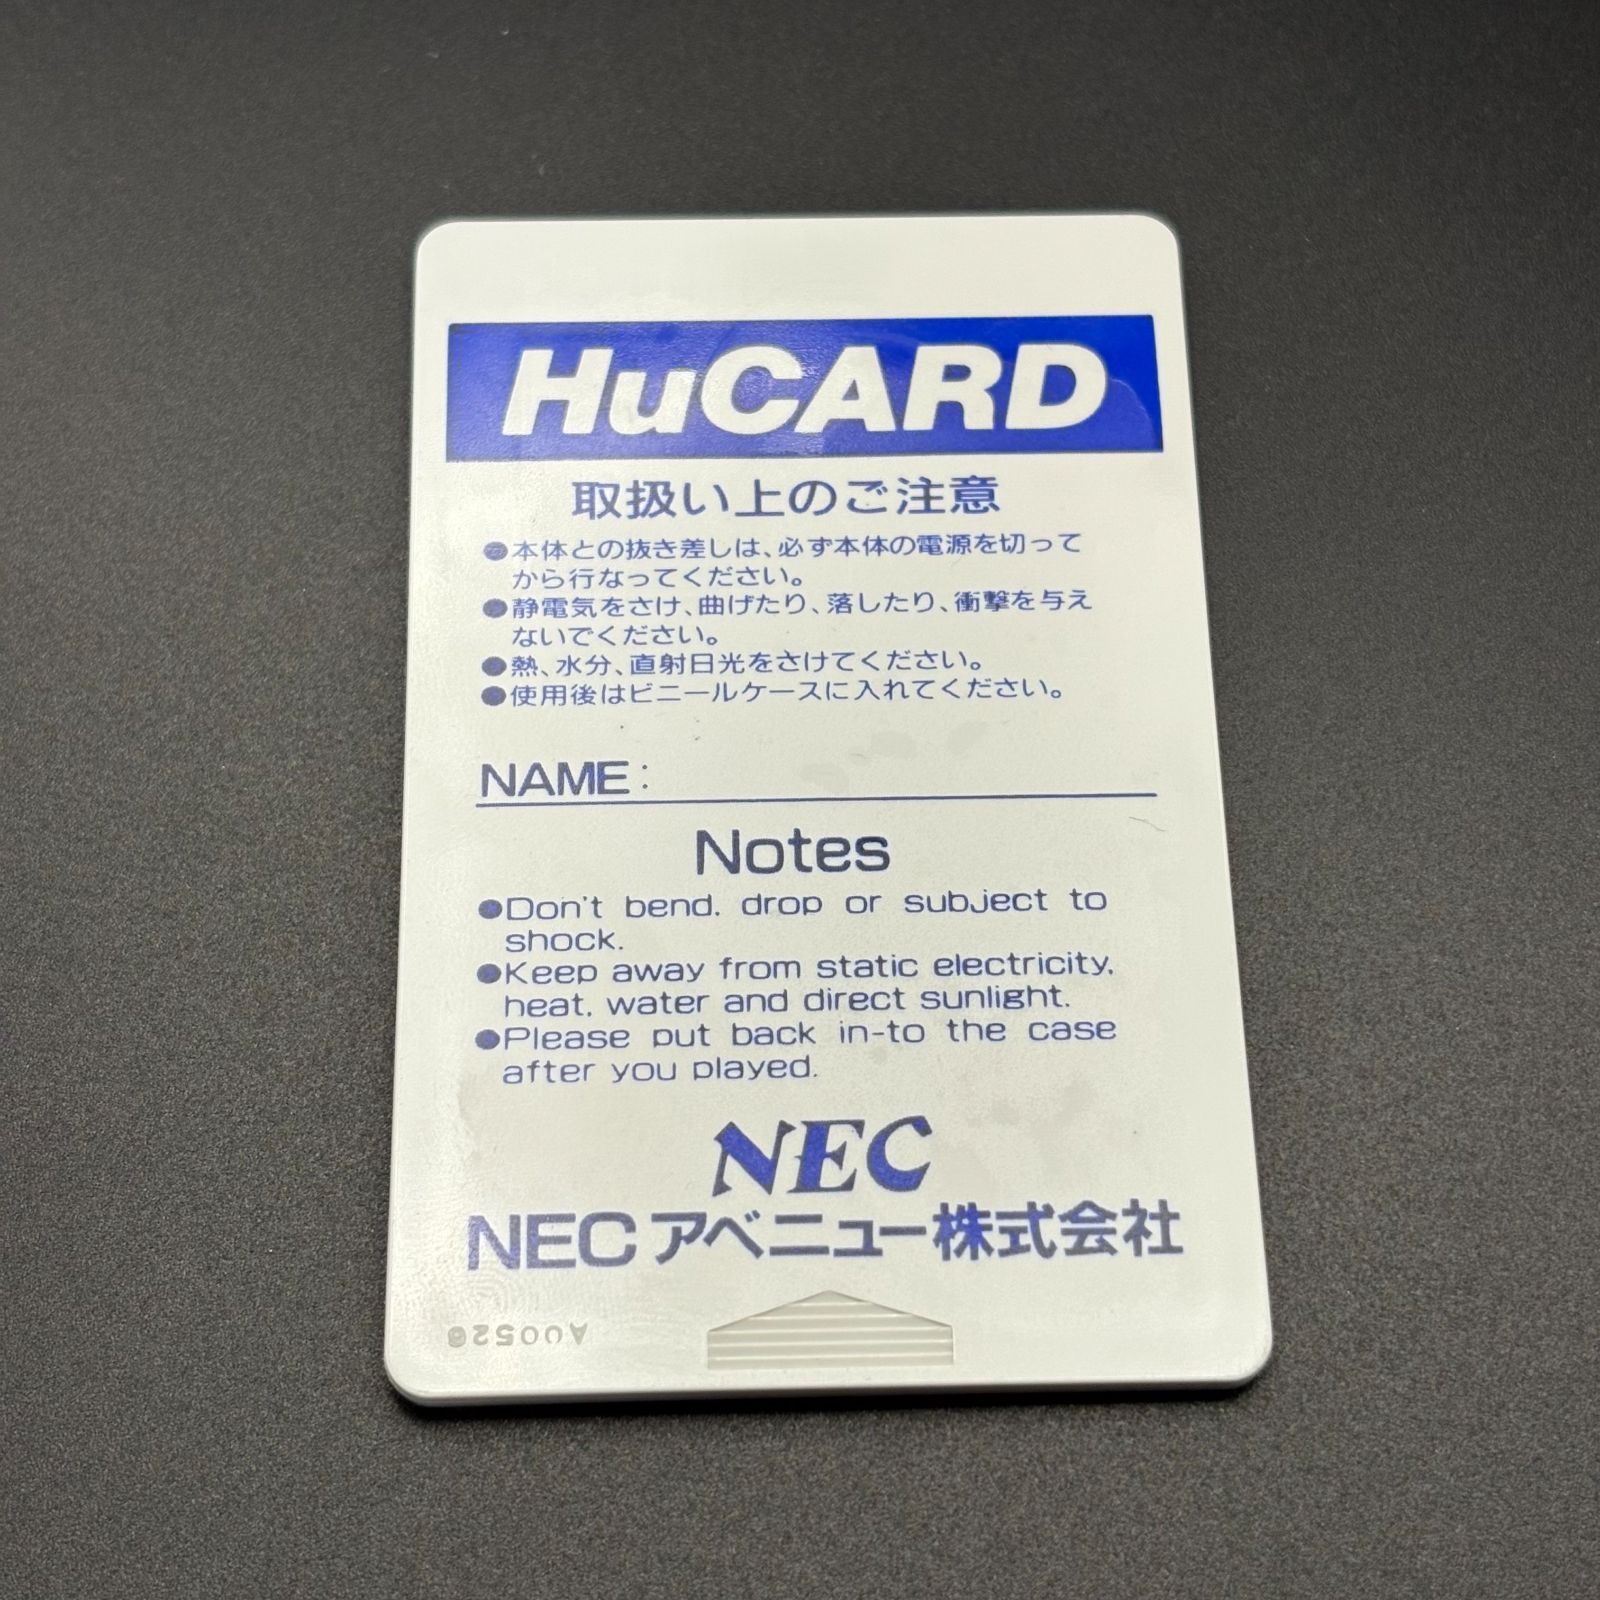 HuCARD
取扱い上のご注意
●本体との抜き差しは、必ず本体の電源を切って
から行なってください。
●静電気をさけ、曲げたり、落したり、衝撃を与え
ないでください。
●熱、水分、直射日光をさけてください。
●使用後はビニールケースに入れてください。
NAME:
Notes
●Don't bend, drop or subject to
shock.
●Keep away from static electricity,
heat, water and direct sunlight.
●Please put back in-to the case
after you played.
NEC
NECアベニュー株式会社
A00526